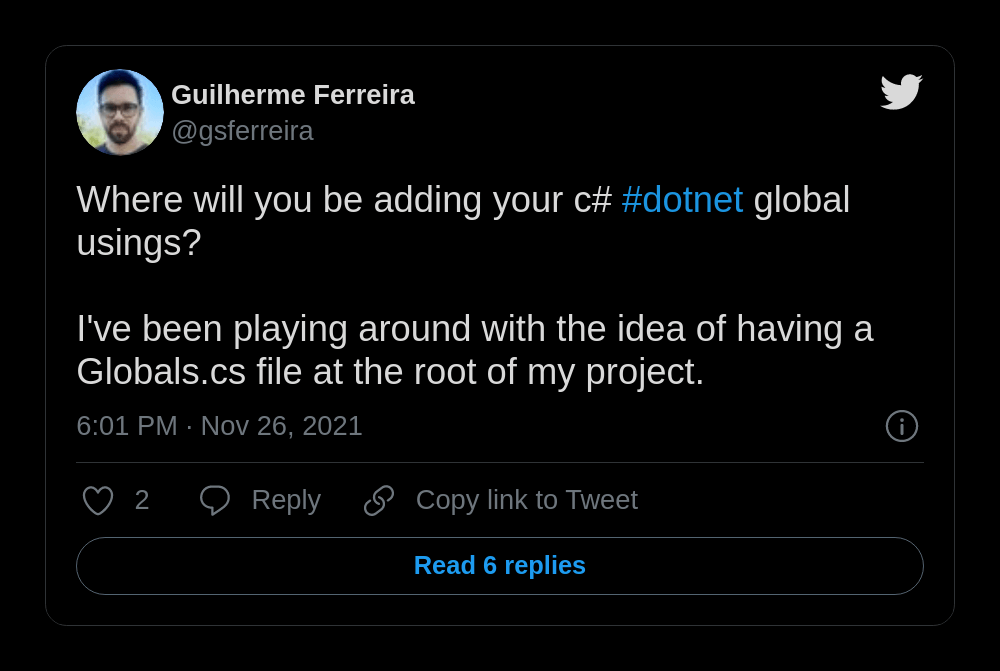 Guilherme Ferreira
@gsferreira
Where will you be adding your c# #dotnet global
usings?
I've been playing around with the idea of having a
Globals.cs file at the root of my project.
6:01 PM · Nov 26, 2021
2 Reply Copy link to Tweet
Read 6 replies